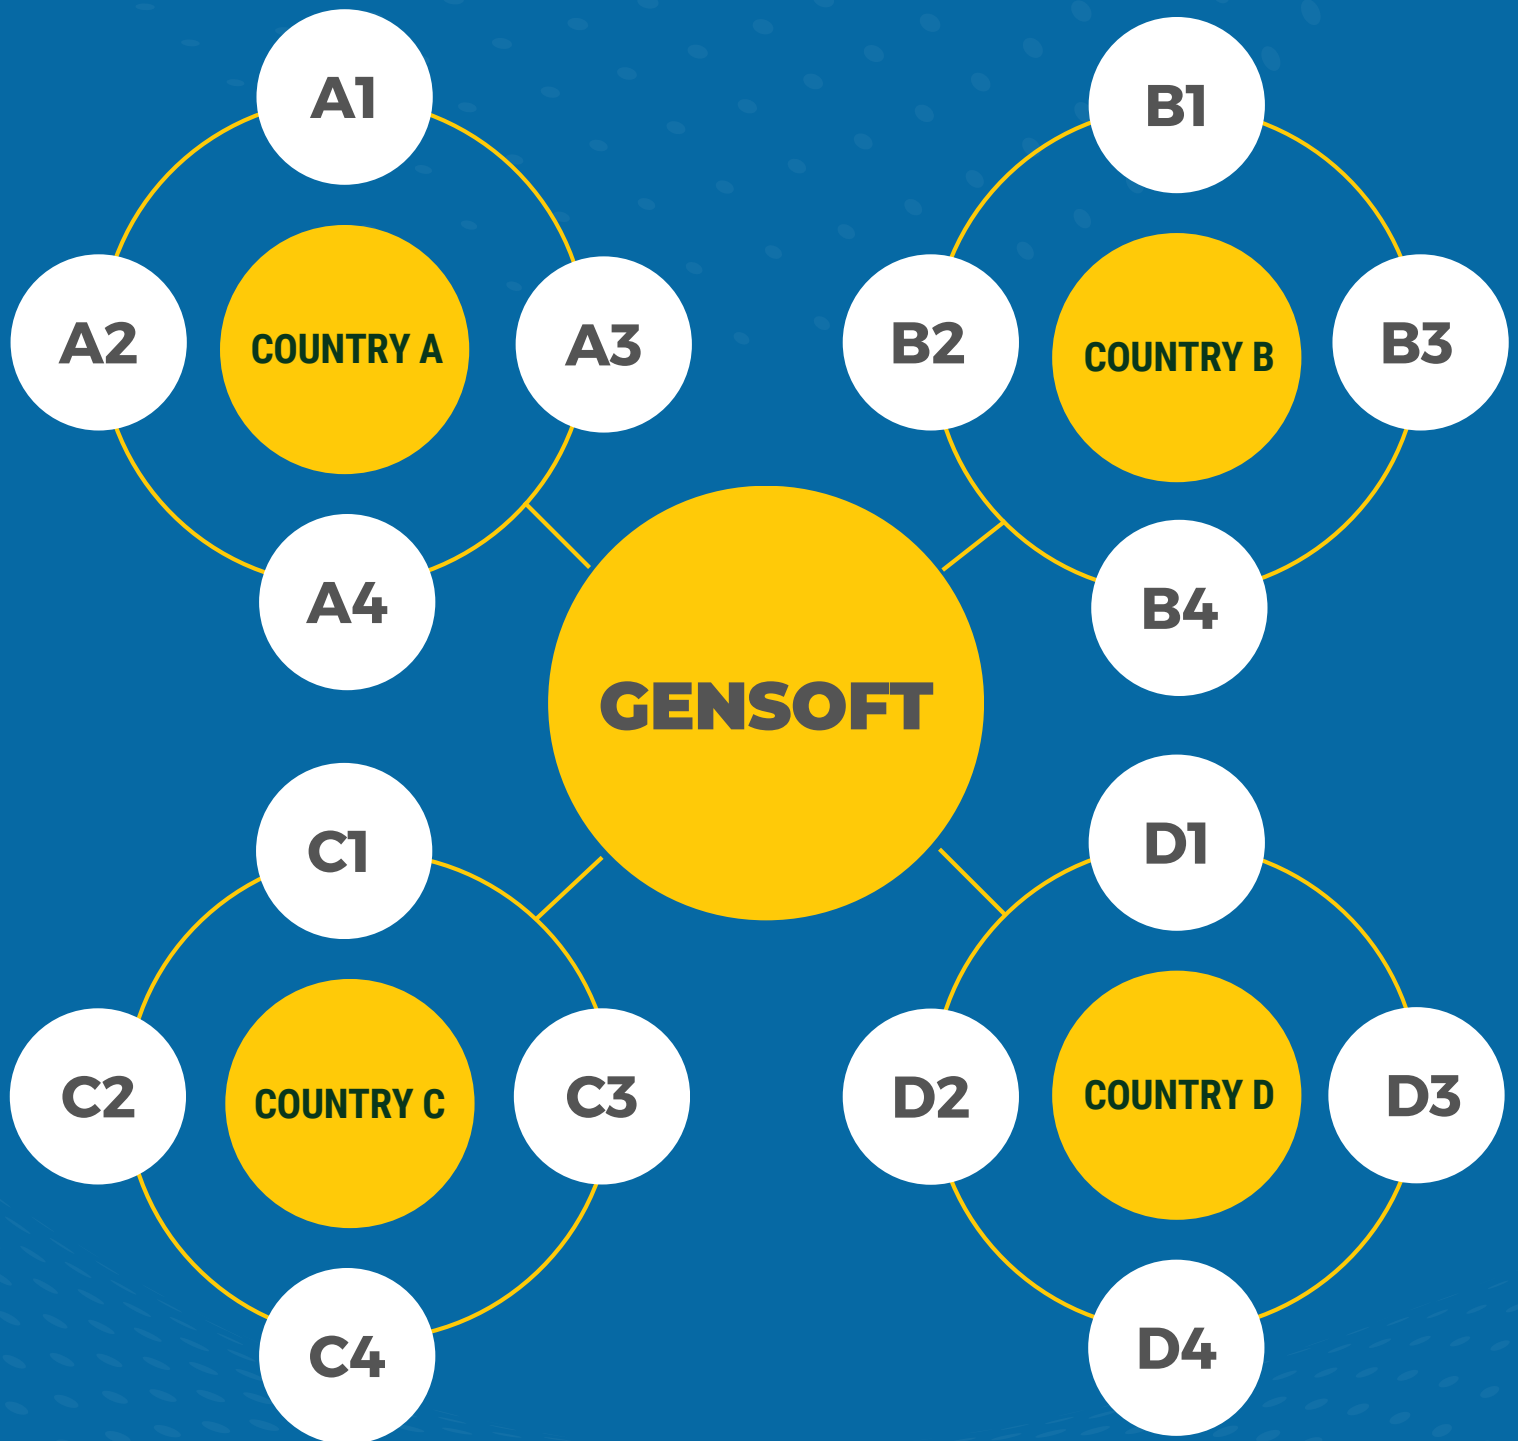 A1
A2
COUNTRY A
A3
A4
B1
B2
COUNTRY B
B3
B4
GENSOFT
C1
C2
COUNTRY C
C3
C4
D1
D2
COUNTRY D
D3
D4